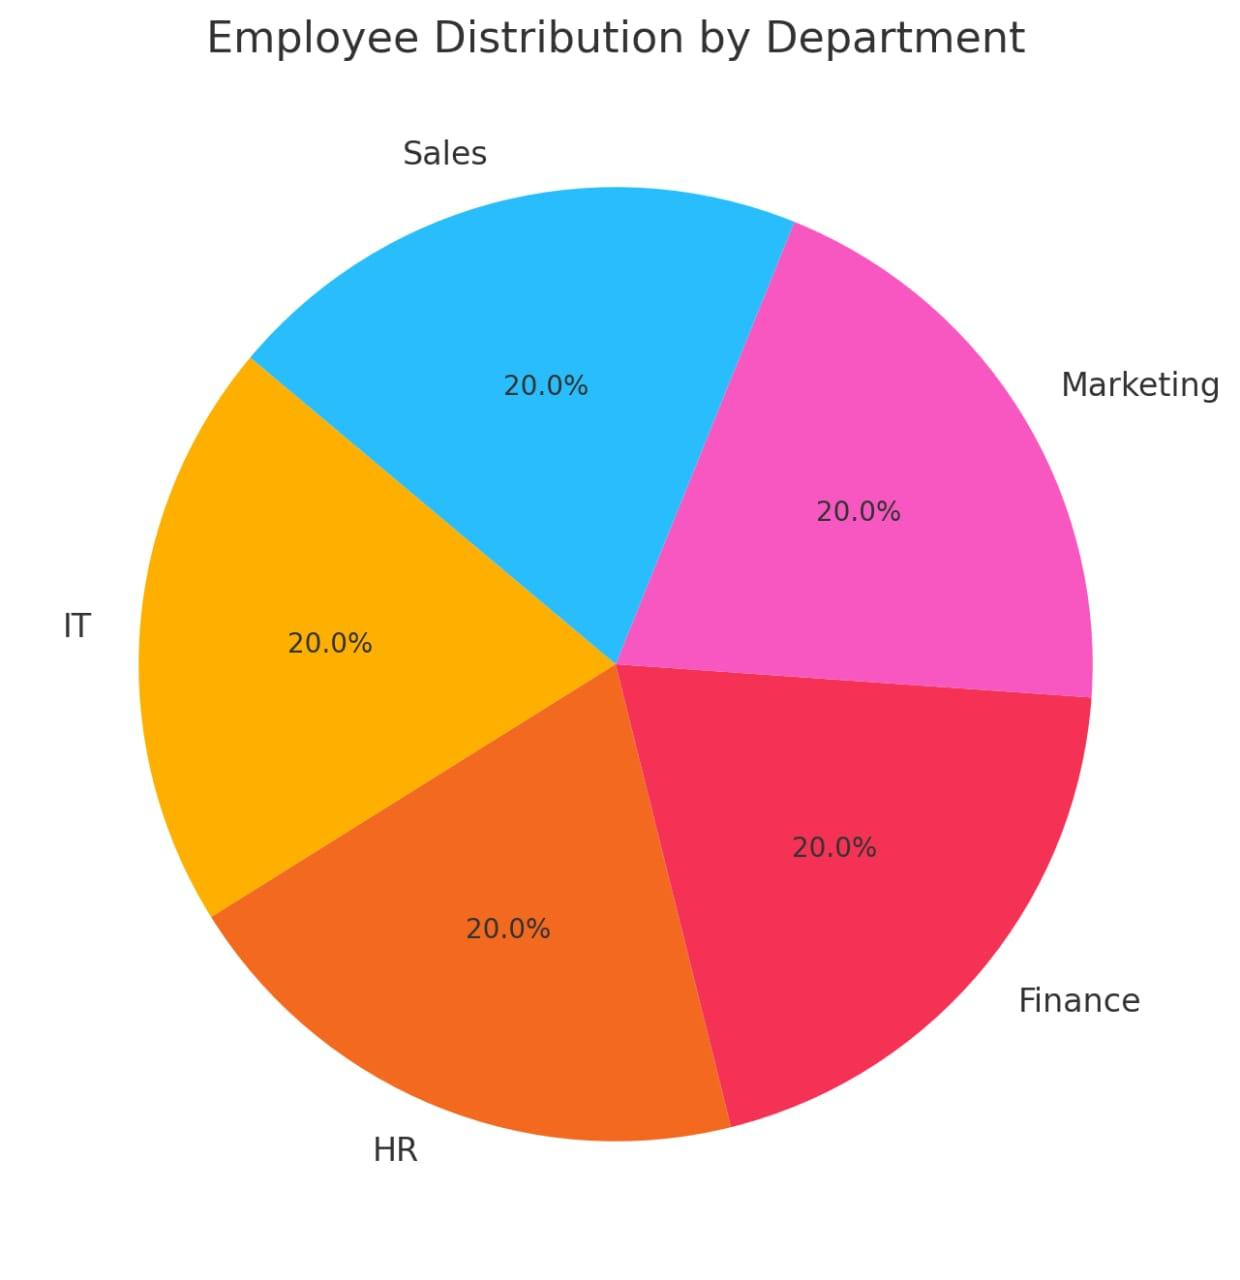 Employee Distribution by Department
Sales
20.0%
Marketing
20.0%
IT
20.0%
20.0%
Finance
20.0%
HR